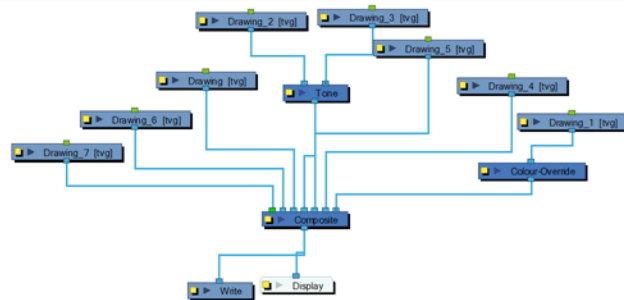 Drawing_3 [tvg]
Drawing_2 [tvg]
Drawing_5 [tvg]
Drawing [tvg]
Drawing_4 [tvg]
Tone
Drawing_6 [tvg]
Drawing_1 [tvg]
Drawing_7 [tvg]
Colour-Override
Composite
Display
Write